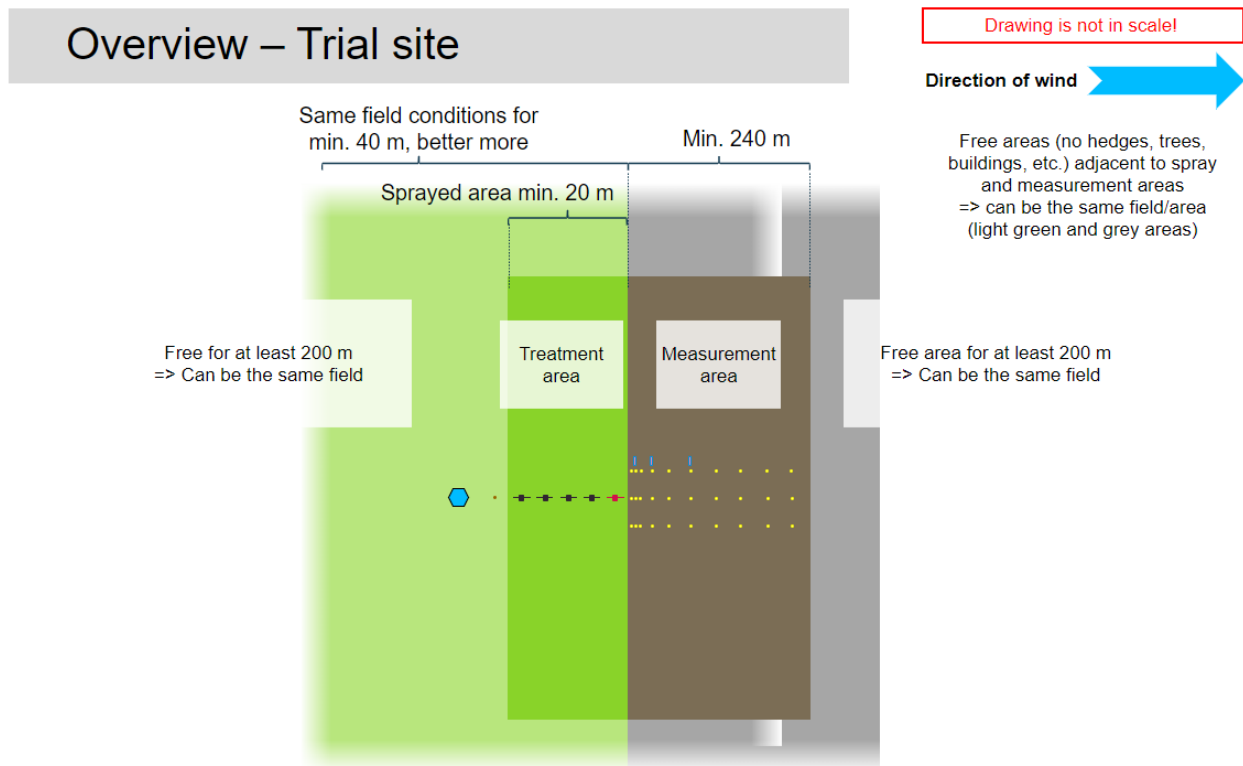 Overview – Trial site
Drawing is not in scale!
Direction of wind
Same field conditions for
min. 40 m, better more
Min. 240 m
Free areas (no hedges, trees,
buildings, etc.) adjacent to spray
and measurement areas
=> can be the same field/area
(light green and grey areas)
Sprayed area min. 20 m
Free for at least 200 m
=> Can be the same field
Treatment
area
Measurement
area
Free area for at least 200 m
=> Can be the same field